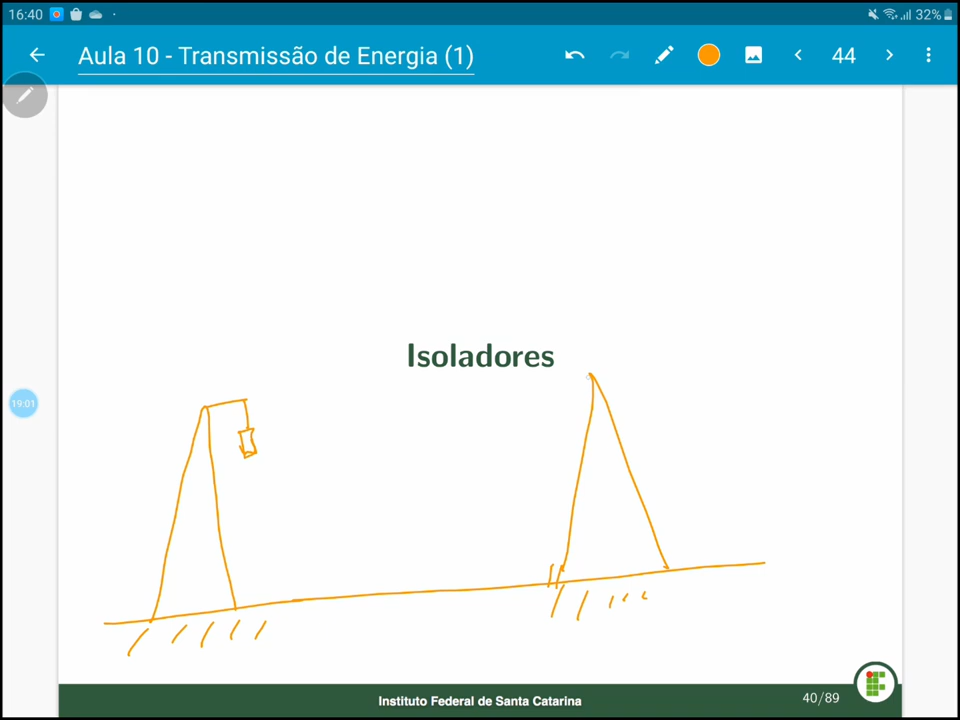 16:40
32%
Aula 10 - Transmissão de Energia (1)
44
Isoladores
19:01
Instituto Federal de Santa Catarina
40/89